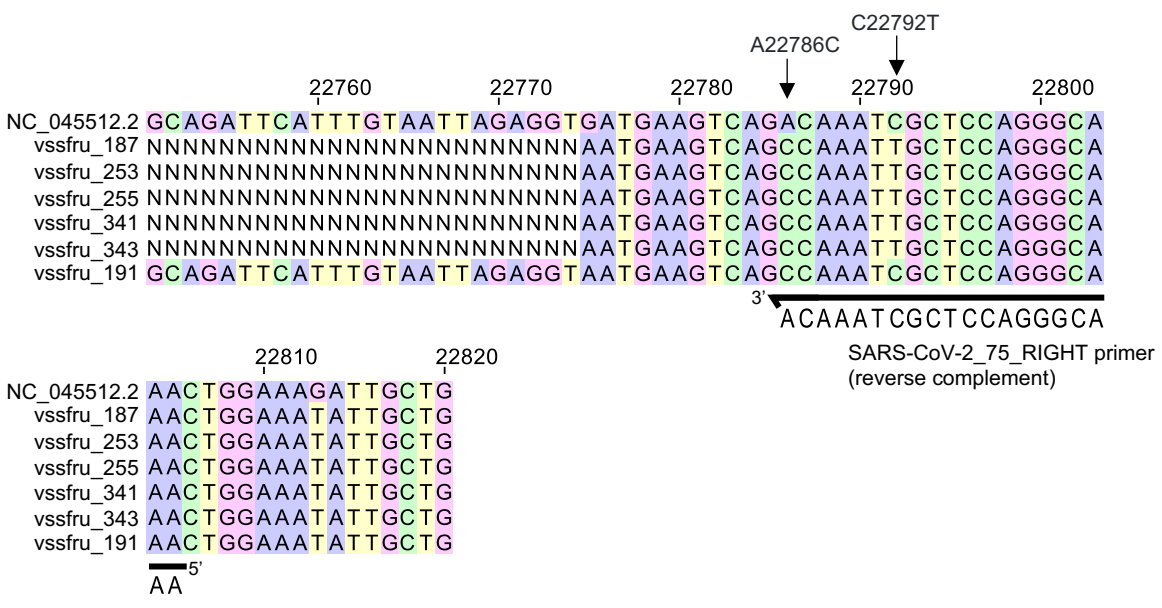 C22792T
A22786C
22760 22770 22780 22790 22800
NC_045512.2 GCAGATTCATTTGTAATTAGAGGTGATGAAGTCAGACAAATCGCTCCAGGGCA
vssfru_187 NNNNNNNNNNNNNNNNNNNNNNNNAATGAAGTCAGCCAAATTGCTCCAGGGCA
vssfru_253 NNNNNNNNNNNNNNNNNNNNNNNNAATGAAGTCAGCCAAATTGCTCCAGGGCA
vssfru_255 NNNNNNNNNNNNNNNNNNNNNNNNAATGAAGTCAGCCAAATTGCTCCAGGGCA
vssfru_341 NNNNNNNNNNNNNNNNNNNNNNNNAATGAAGTCAGCCAAATTGCTCCAGGGCA
vssfru_343 NNNNNNNNNNNNNNNNNNNNNNNNAATGAAGTCAGCCAAATTGCTCCAGGGCA
vssfru_191 GCAGATTCATTTGTAATTAGAGGTAATGAAGTCAGCCAAATCGCTCCAGGGCA
3’
ACAAATCGCTCCAGGGCA
SARS-CoV-2_75_RIGHT primer
(reverse complement)
22810 22820
NC_045512.2 AACTGGAAAGATTGCTG
vssfru_187 AACTGGAAATATTGCTG
vssfru_253 AACTGGAAATATTGCTG
vssfru_255 AACTGGAAATATTGCTG
vssfru_341 AACTGGAAATATTGCTG
vssfru_343 AACTGGAAATATTGCTG
vssfru_191 AACTGGAAATATTGCTG
5’
AA